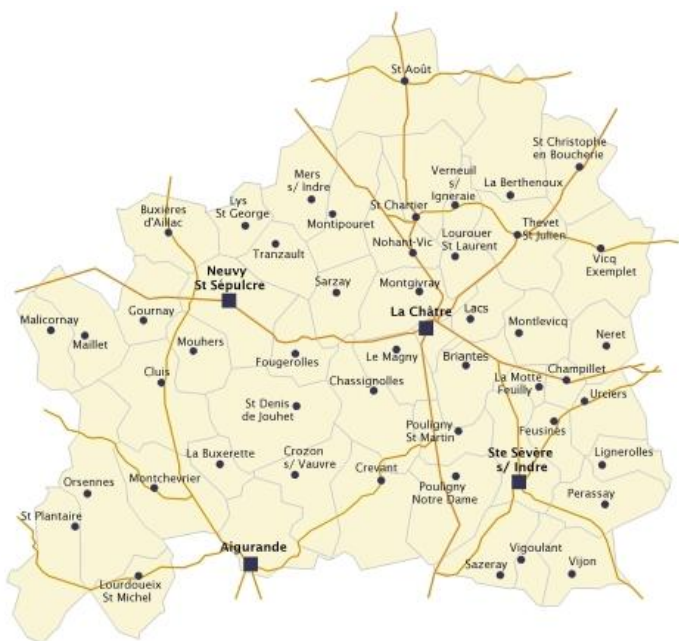 St Août
St Christophe
en Boucherie
Mers
s/ Indre
Verneuil
s/
Igneraie
La Berthenoux
Lys
St George
Buxières
d'Aillac
Montipouret
St Chartier
Lourouer
St Laurent
Thevet
St Julien
Tranzault
Nohant-Vic
Vicq
Exemplet
Neuvy
St Sépulcre
Sarzay
Montgivray
Gournay
La Châtre
Lacs
Malicornay
Maillet
Montlevicq
Neret
Mouhers
Fougerolles
Le Magny
Briantes
Cluis
Chassignolles
La Motte
Feuilly
Champillet
Urciers
St Denis
de Jouhet
Pouligny
St Martin
Feusines
La Buxerette
Crozon
s/ Vauvre
Crevant
Ste Sévère
s/ Indre
Lignerolles
Orsennes
Montchevrier
Pouligny
Notre Dame
Perassay
St Plantaire
Aigurande
Vigoulant
Lourdoueix
St Michel
Sazeray
Vijon